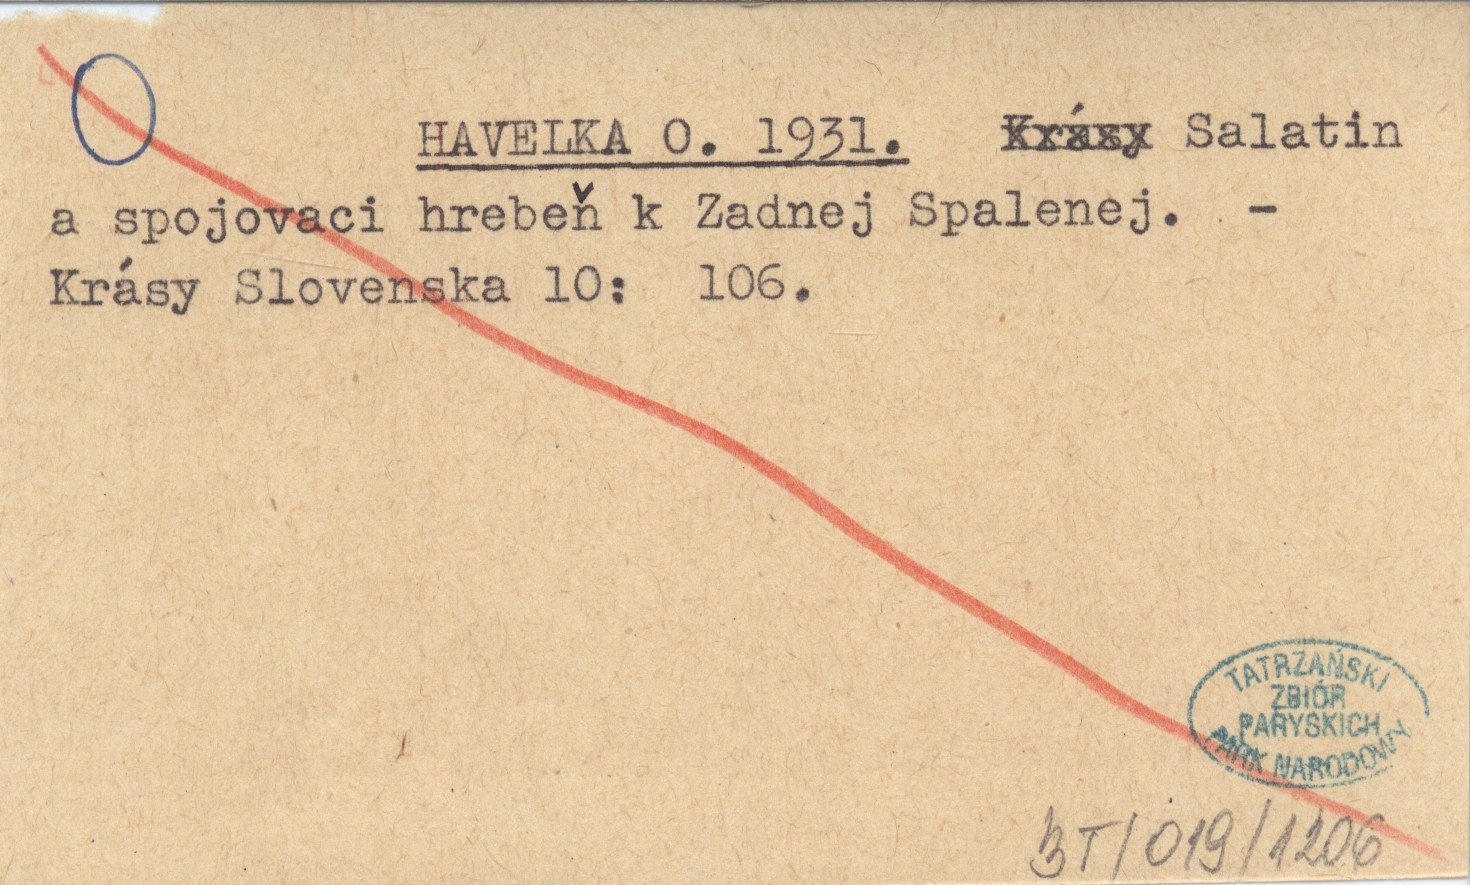 HAVELKA O. 1931. Krásy Salatin
a spojovaci hrebeň k Zadnej Spalenej. -
Krásy Slovenska 10: 106.
TATRZAŃSKI
ZBIÓR
PARYSKICH
PARK NARODOWY
BT/019/1206